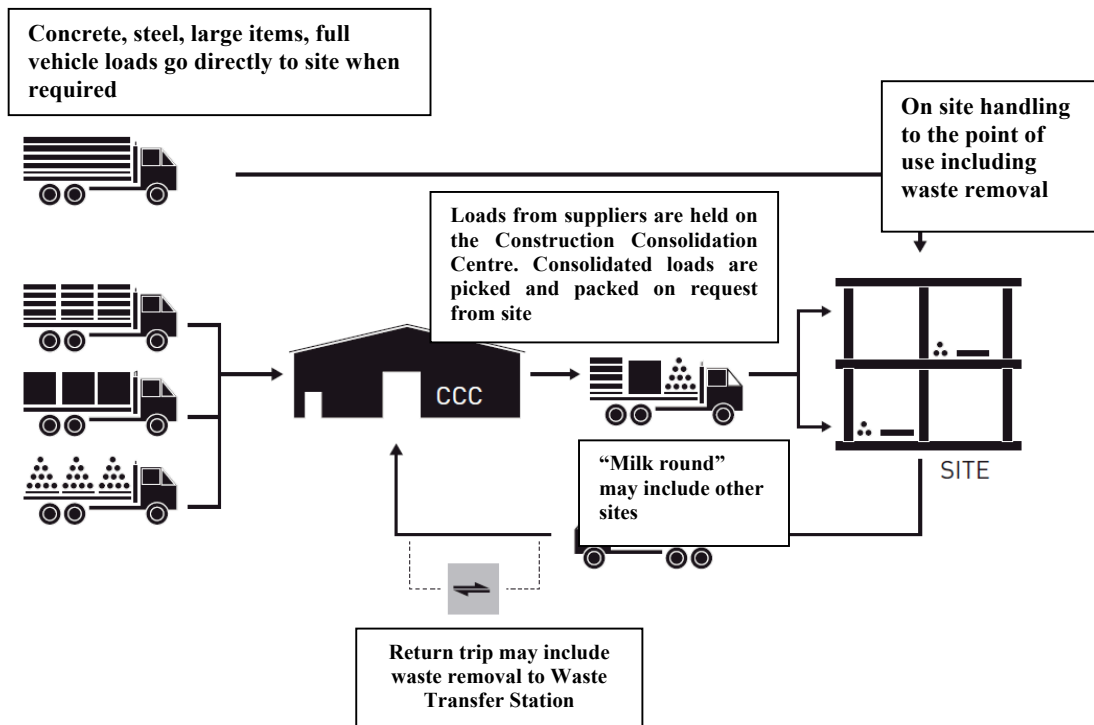 Concrete, steel, large items, full
vehicle loads go directly to site when
required
On site handling
to the point of
use including
waste removal
Loads from suppliers are held on
the Construction Consolidation
Centre. Consolidated loads are
picked and packed on request
from site
CCC
SITE
“Milk round”
may include other
sites
Return trip may include
waste removal to Waste
Transfer Station